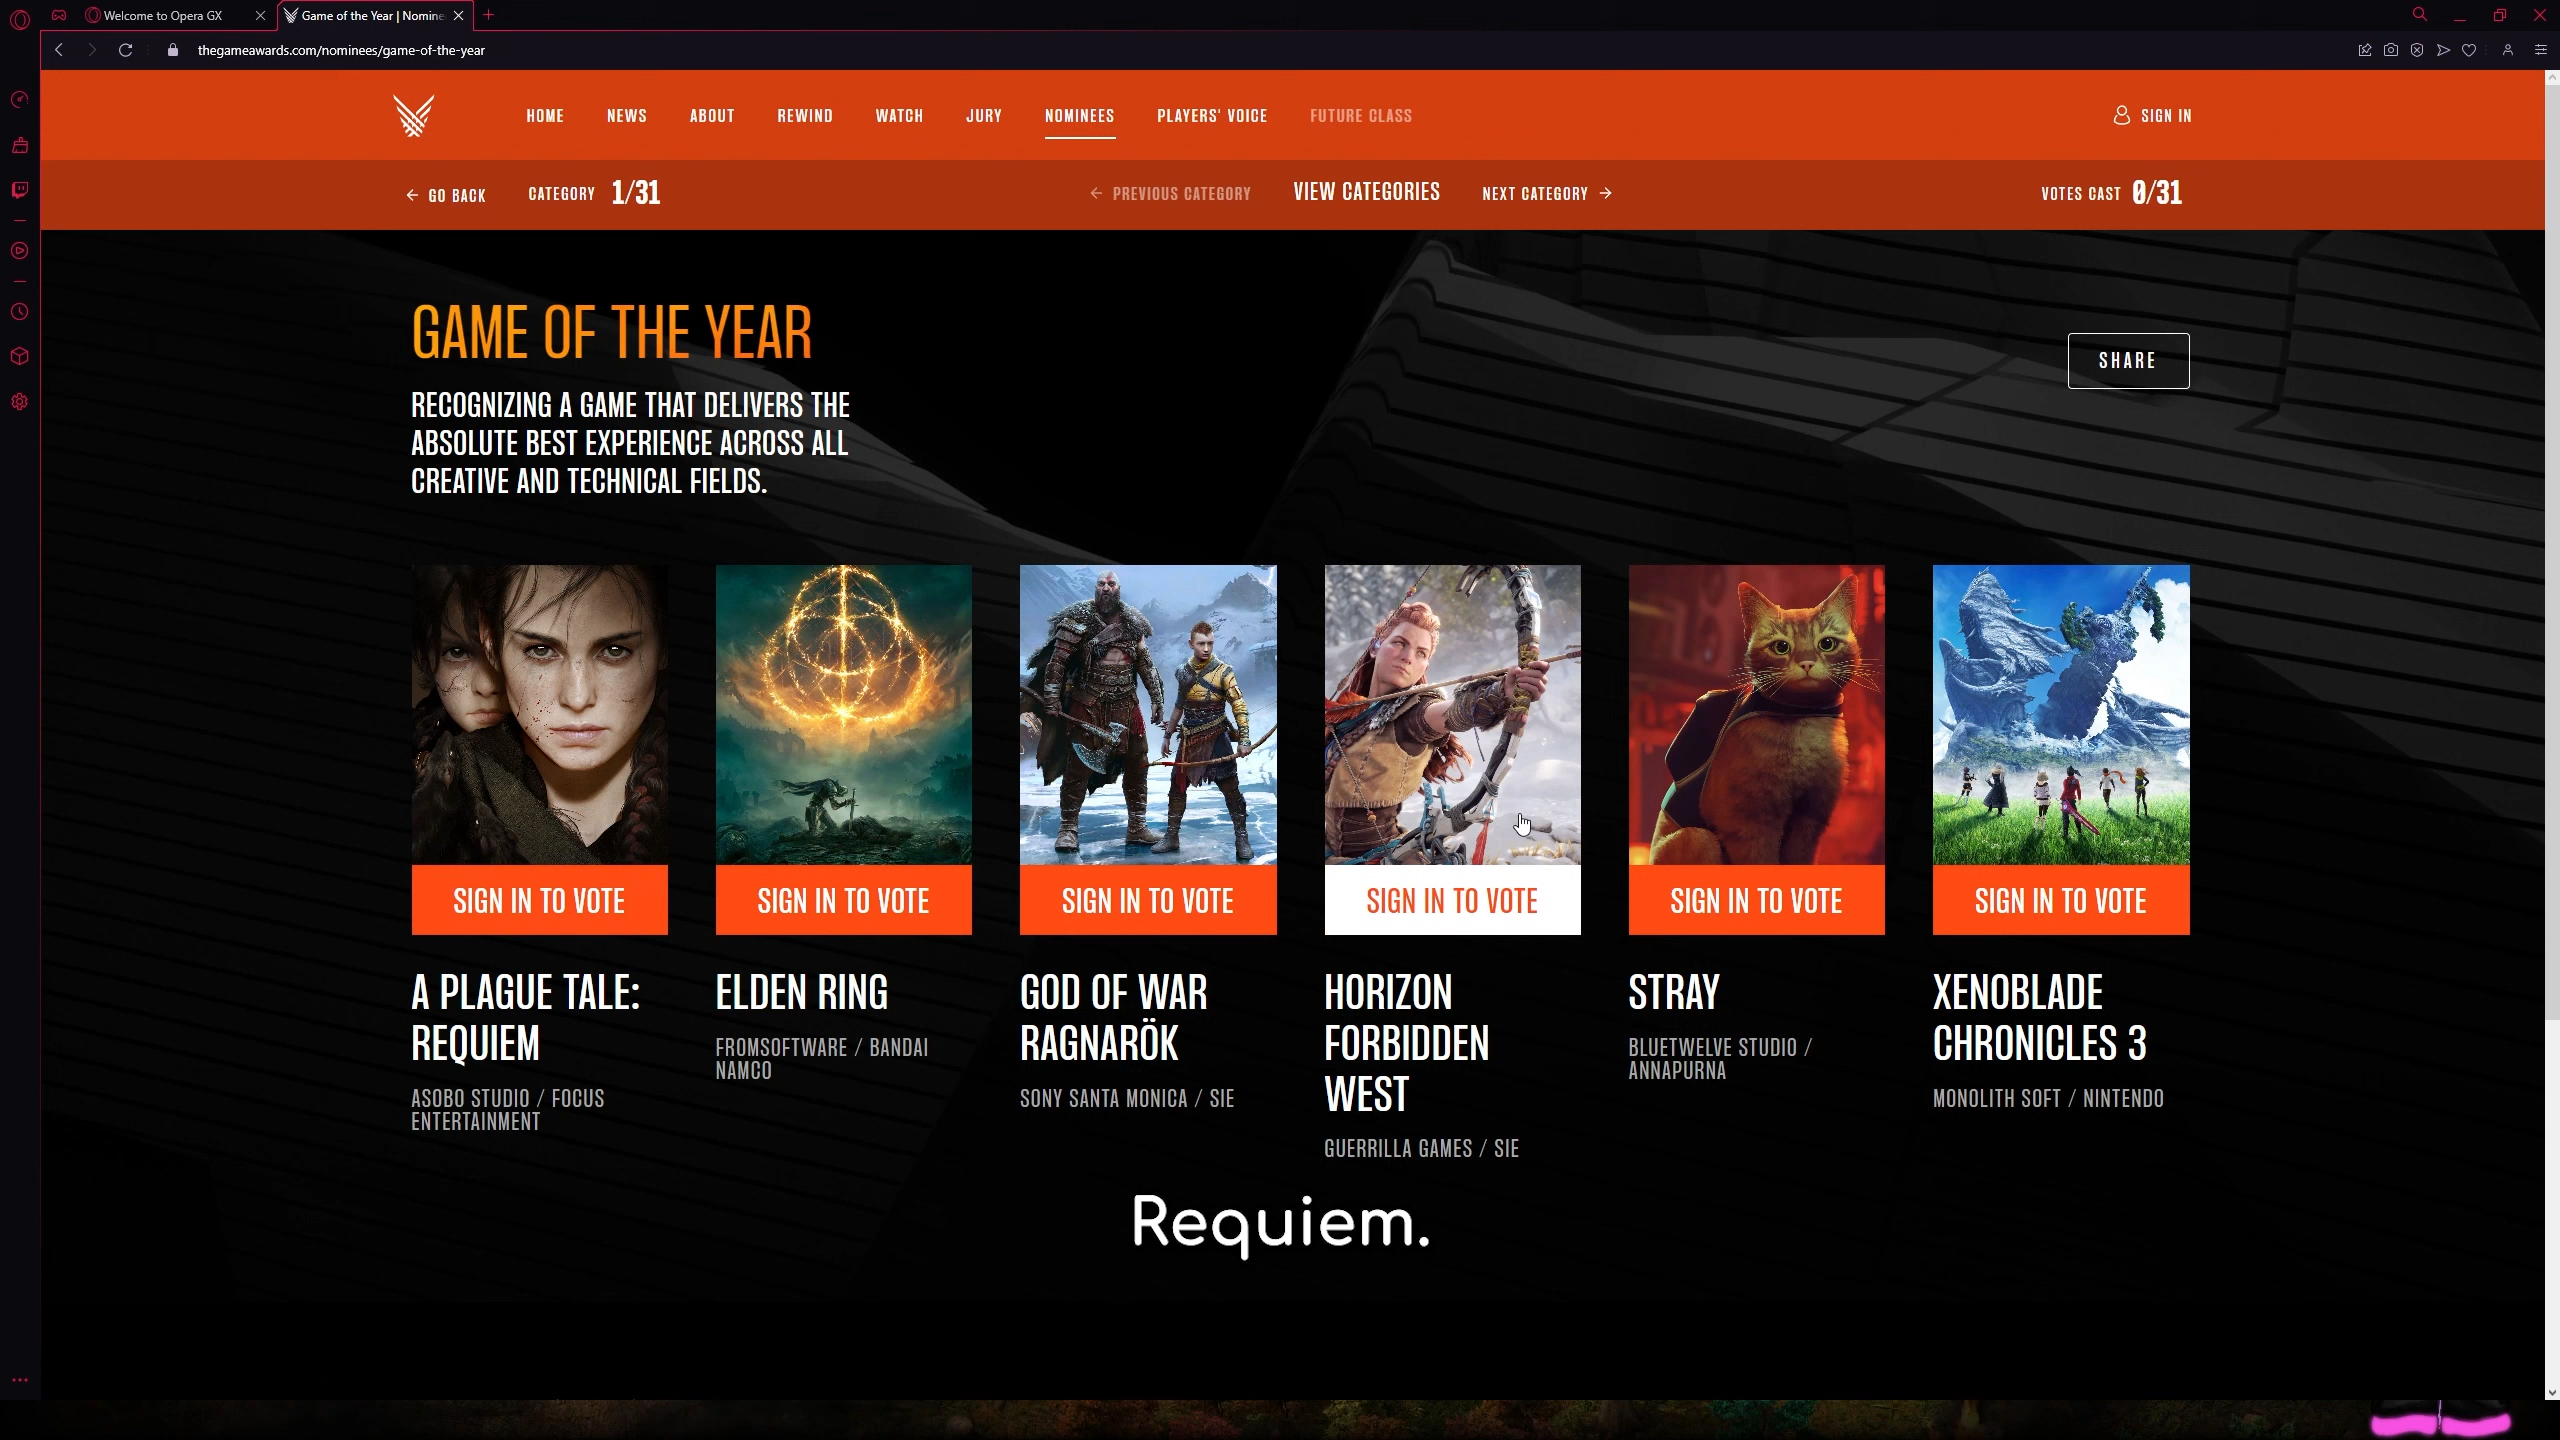 Welcome to Opera GX
Game of the Year | Nomine
thegameawards.com/nominees/game-of-the-year
HOME
NEWS
ABOUT
REWIND
WATCH
JURY
NOMINEES
PLAYERS' VOICE
FUTURE CLASS
SIGN IN
GO BACK
CATEGORY 1/31
PREVIOUS CATEGORY
VIEW CATEGORIES
NEXT CATEGORY
VOTES CAST 0/31
GAME OF THE YEAR
SHARE
RECOGNIZING A GAME THAT DELIVERS THE
ABSOLUTE BEST EXPERIENCE ACROSS ALL
CREATIVE AND TECHNICAL FIELDS.
SIGN IN TO VOTE
A PLAGUE TALE:
REQUIEM
ASOBO STUDIO / FOCUS
ENTERTAINMENT
SIGN IN TO VOTE
ELDEN RING
FROMSOFTWARE / BANDAI
NAMCO
SIGN IN TO VOTE
GOD OF WAR
RAGNARÖK
SONY SANTA MONICA / SIE
SIGN IN TO VOTE
HORIZON
FORBIDDEN
WEST
GUERRILLA GAMES / SIE
SIGN IN TO VOTE
STRAY
BLUETWELVE STUDIO /
ANNAPURNA
SIGN IN TO VOTE
XENOBLADE
CHRONICLES 3
MONOLITH SOFT / NINTENDO
Requiem.